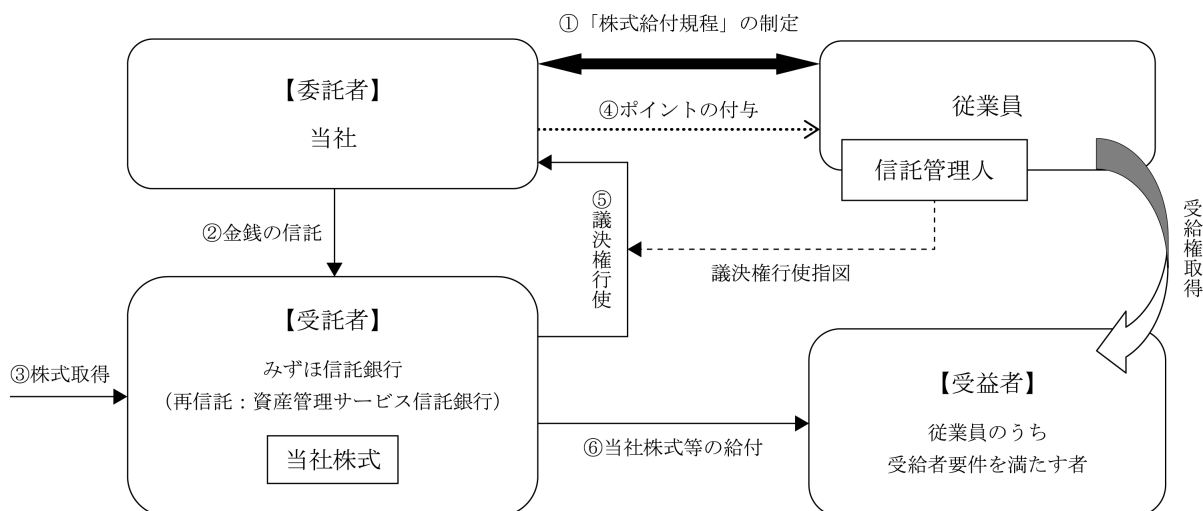 ①「株式給付規程」の制定
【委託者】
当社
従業員
④ポイントの付与
信託管理人
②金銭の信託
⑤議決権行使
議決権行使指図
受給権取得
【受託者】
みずほ信託銀行
（再信託：資産管理サービス信託銀行）
当社株式
③株式取得
⑥当社株式等の給付
【受益者】
従業員のうち
受給者要件を満たす者